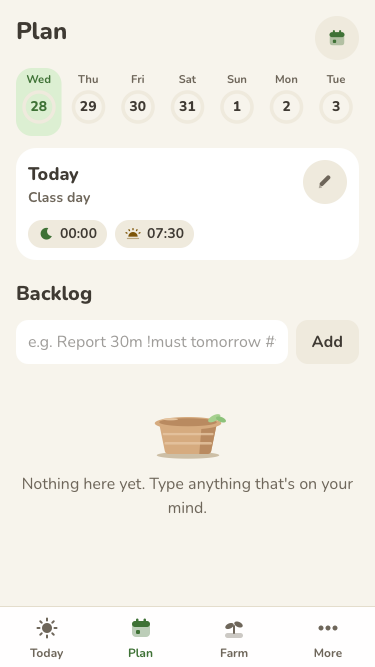 Plan
Wed Thu Fri Sat Sun Mon Tue
28 29 30 31 1 2 3
Today
Class day
00:00 07:30
Backlog
e.g. Report 30m !must tomorrow #
Add
Nothing here yet. Type anything that's on your
mind.
Today Plan Farm More